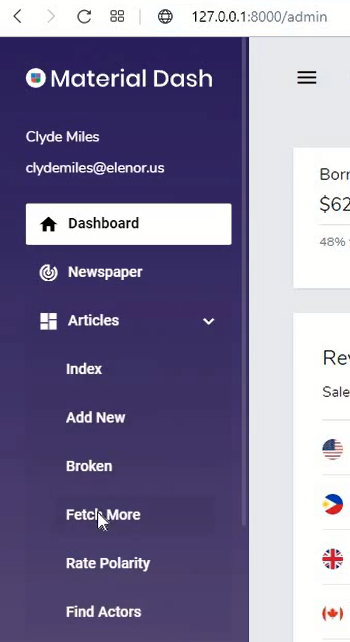 127.0.0.1:8000/admin
Material Dash
Clyde Miles
clydemiles@elenor.us
Dashboard
Newspaper
Articles
Index
Add New
Broken
Fetch More
Rate Polarity
Find Actors
Borr
$62
48%
Rev
Sale